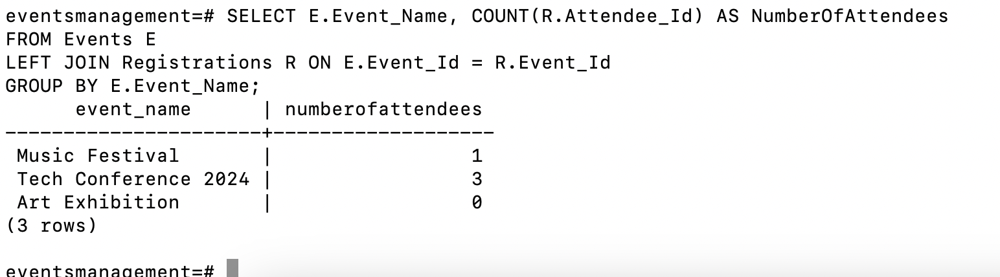 eventsmanagement=# SELECT E.Event_Name, COUNT(R.Attendee_Id) AS NumberOfAttendees
FROM Events E
LEFT JOIN Registrations R ON E.Event_Id = R.Event_Id
GROUP BY E.Event_Name;
      event_name      | numberofattendees
----------------------+-------------------
 Music Festival       |                 1
 Tech Conference 2024 |                 3
 Art Exhibition       |                 0
(3 rows)
eventsmanagement=#